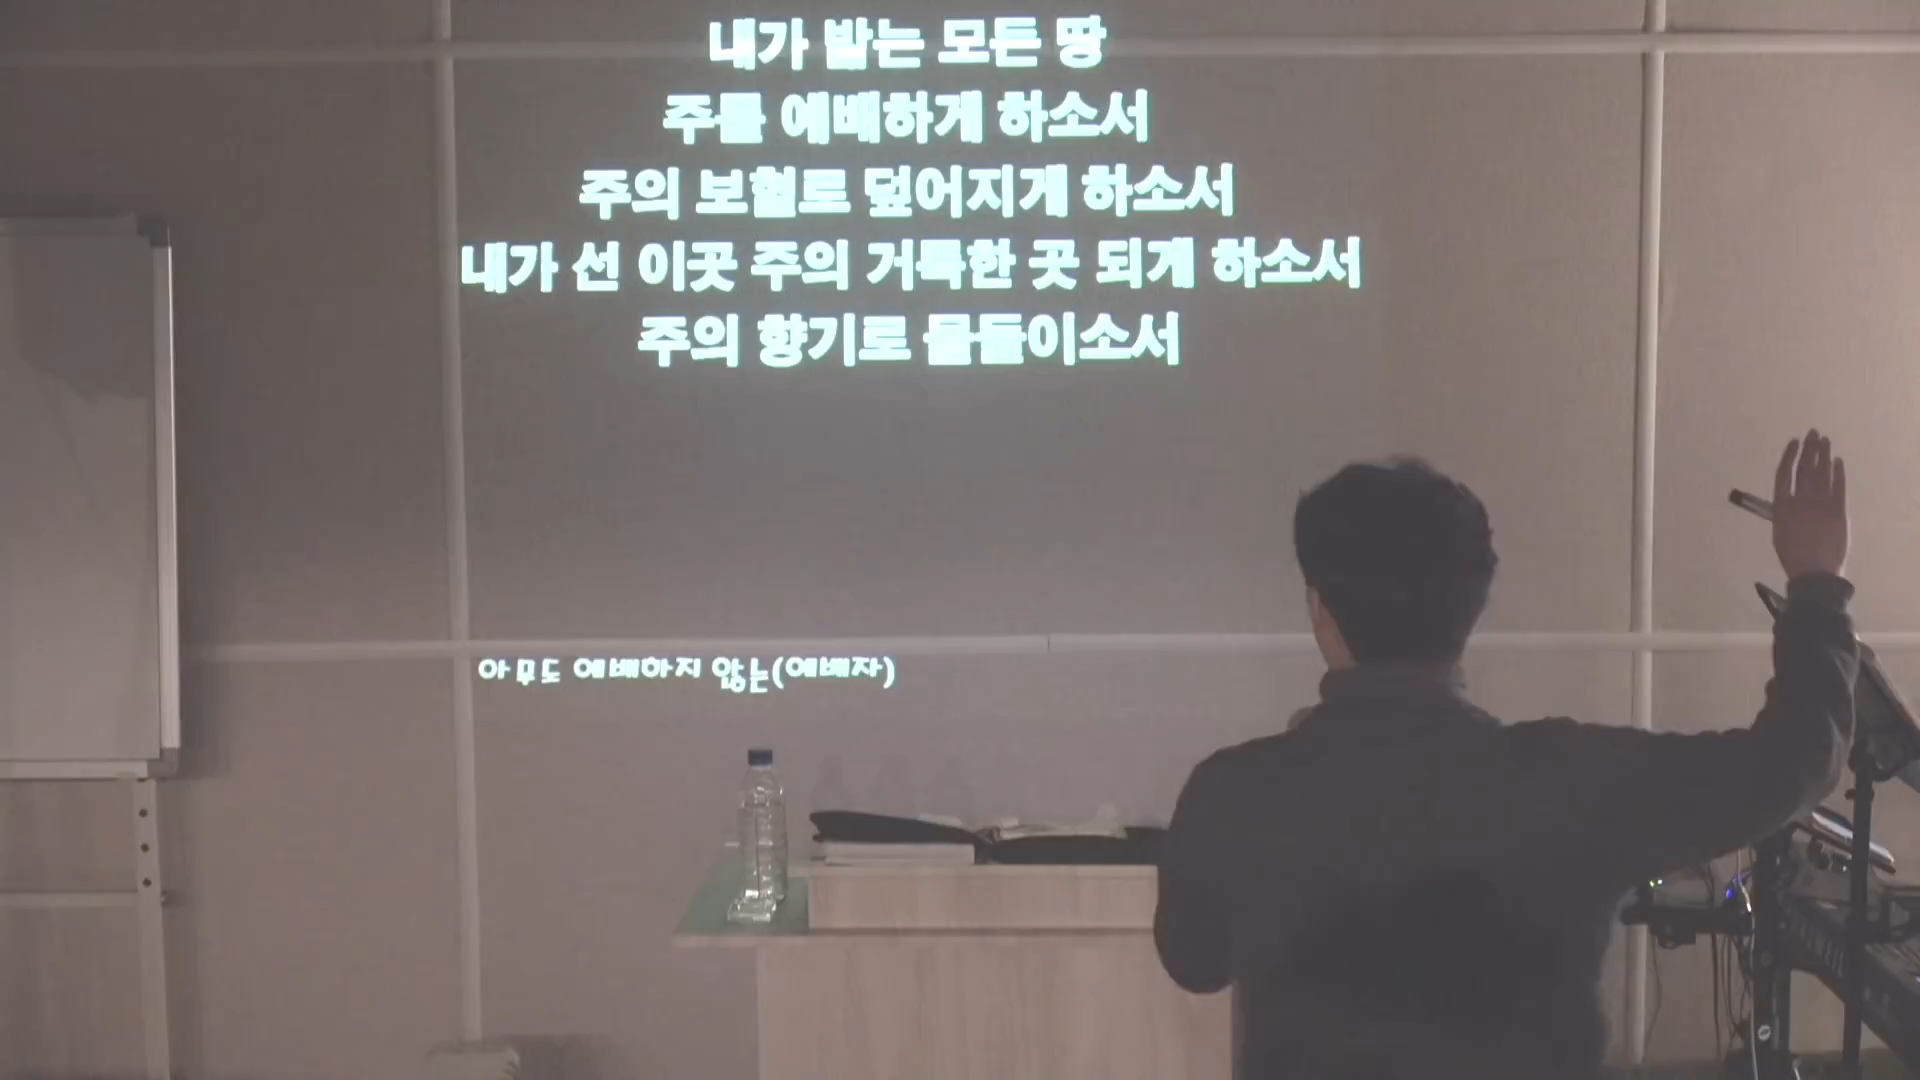 내가 밟는 모든 땅
주를 예배하게 하소서
주의 보혈로 덮어지게 하소서
내가 선 이곳 주의 거룩한 곳 되게 하소서
주의 향기로 물들이소서
아무도 예배하지 않는(예배자)